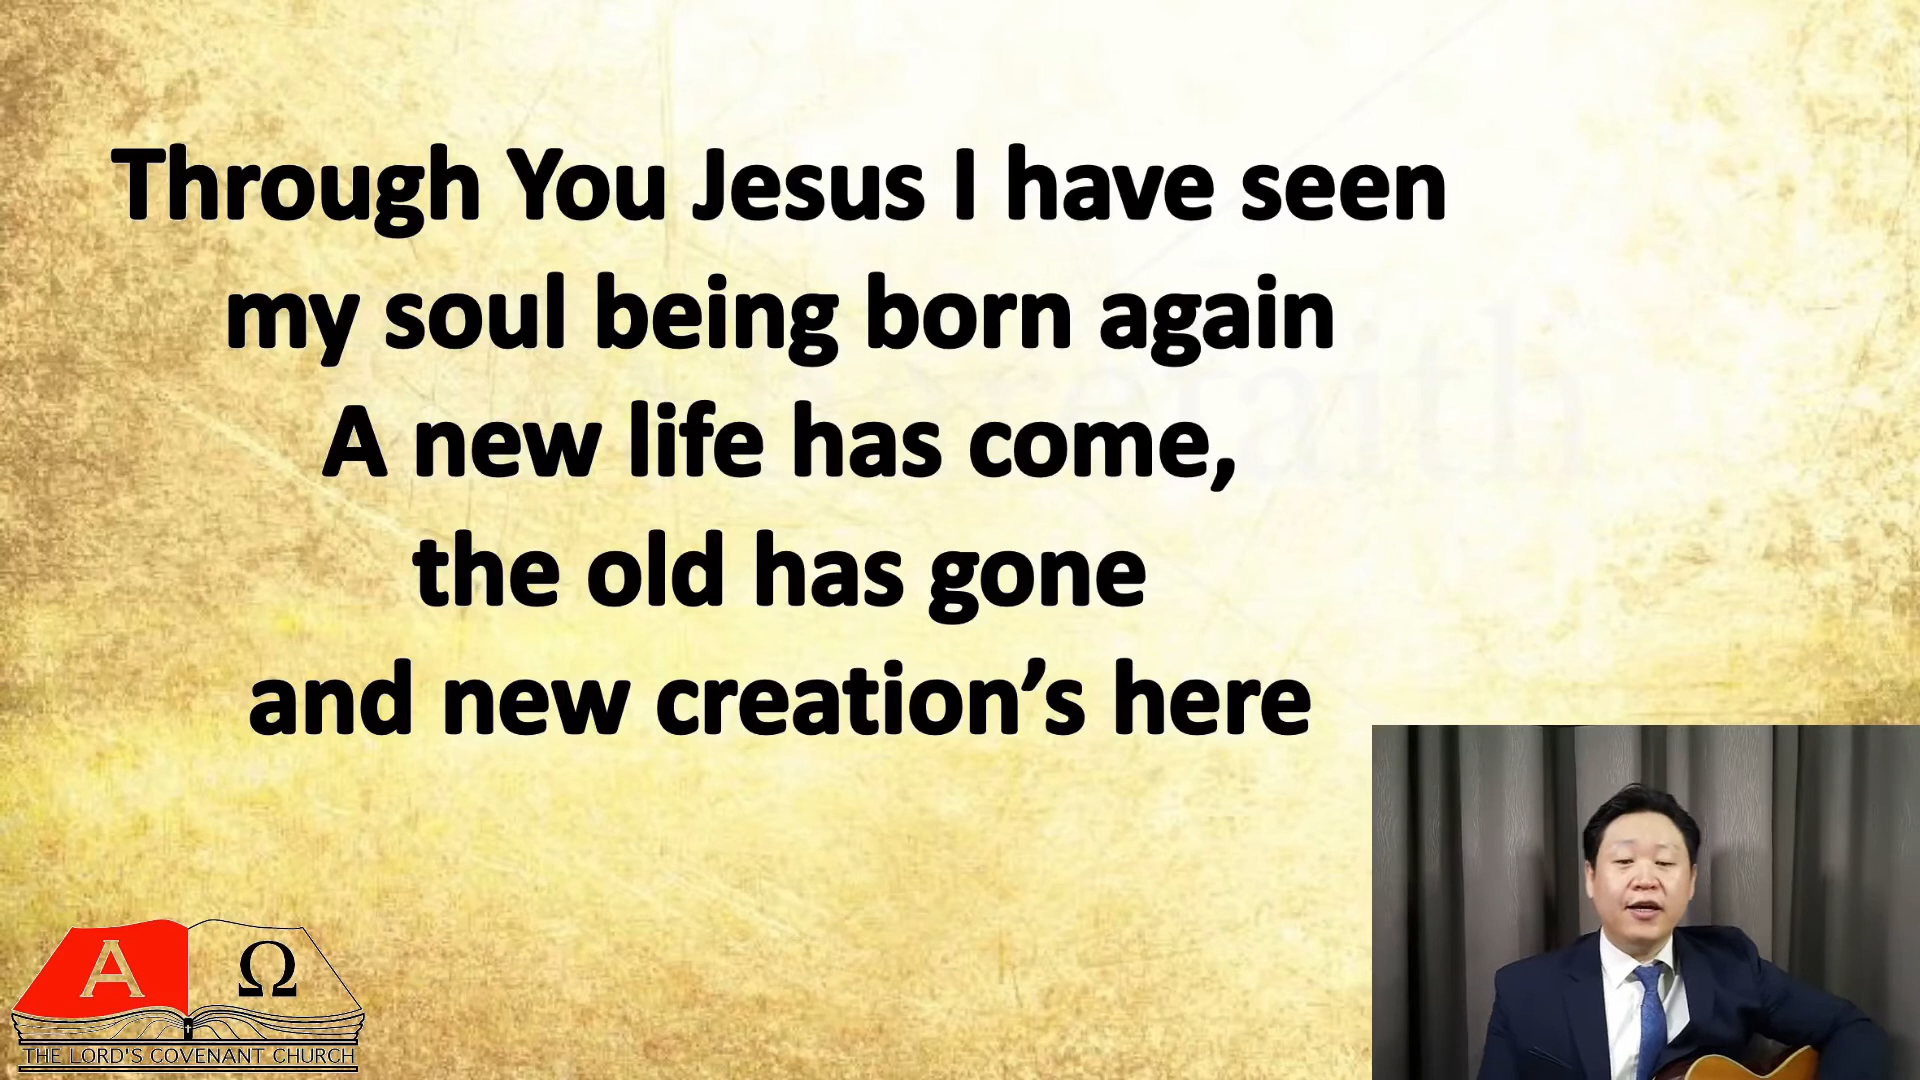 Through You Jesus I have seen
my soul being born again
A new life has come,
the old has gone
and new creation’s here
Α Ω
THE LORD'S COVENANT CHURCH